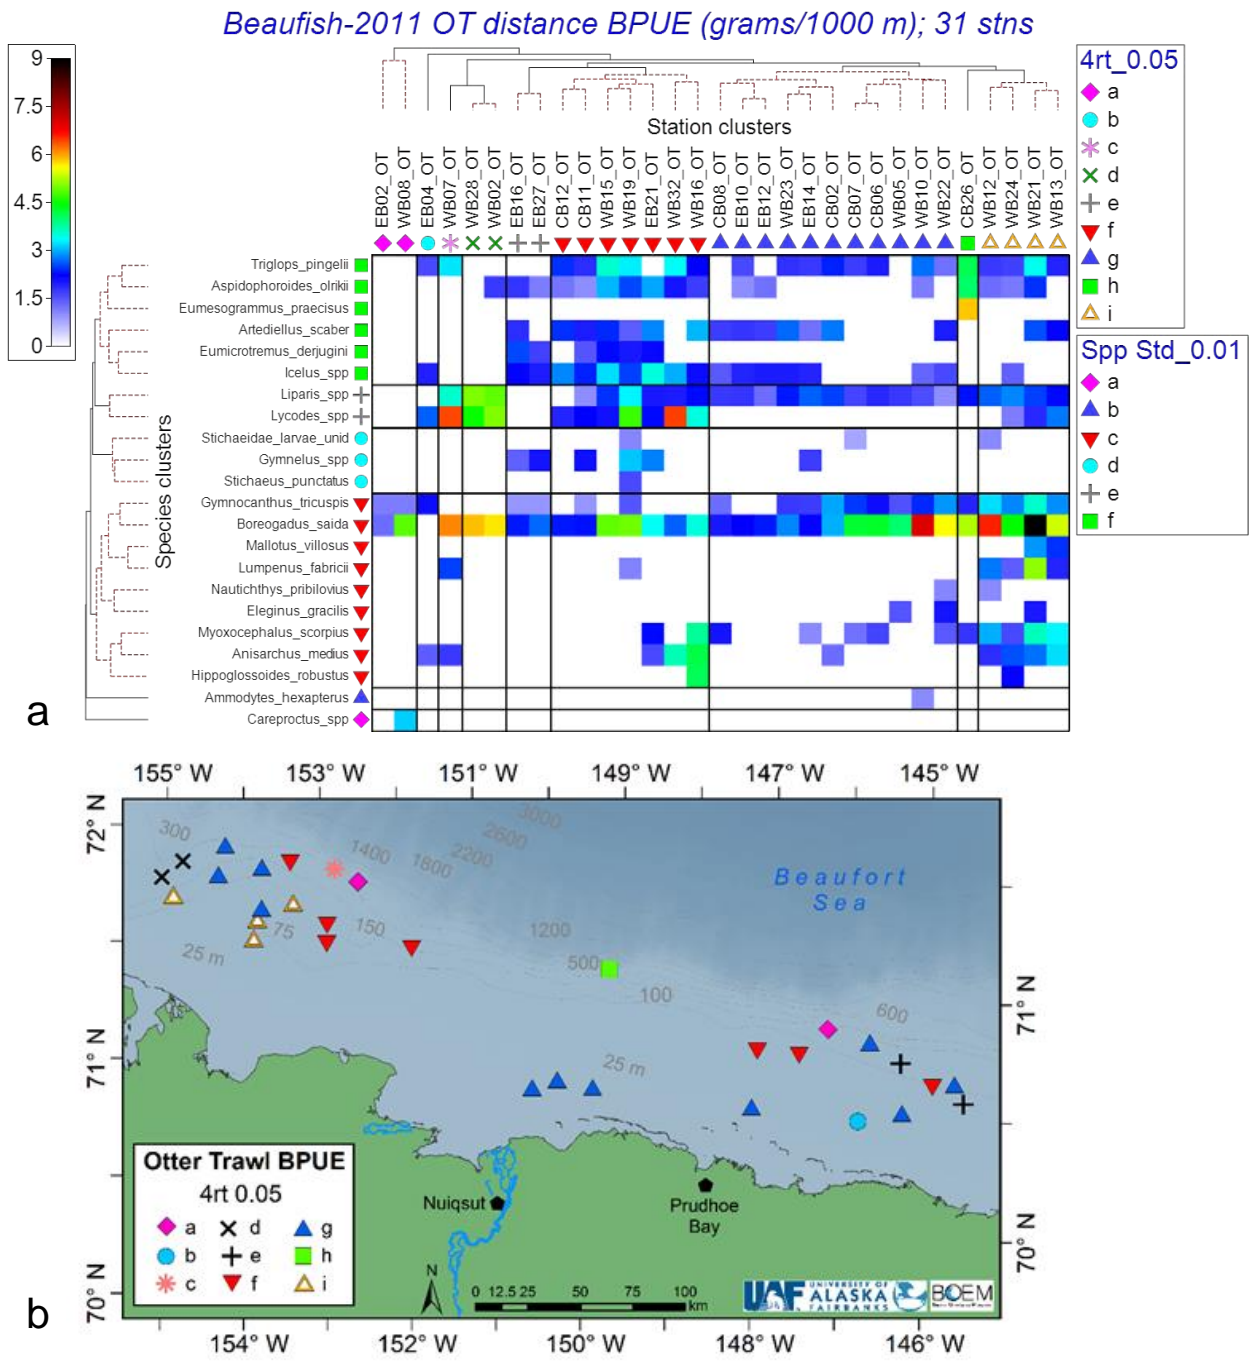 Beaufish-2011 OT distance BPUE (grams/1000 m); 31 stns
9
7.5
6
4.5
3
1.5
0
Station clusters
EB02_OT
WB08_OT
EB04_OT
WB07_OT
WB28_OT
WB02_OT
EB16_OT
EB27_OT
CB12_OT
CB11_OT
WB15_OT
WB19_OT
EB21_OT
WB32_OT
WB16_OT
CB08_OT
EB10_OT
EB12_OT
WB23_OT
EB14_OT
CB02_OT
CB07_OT
CB06_OT
WB05_OT
WB10_OT
WB22_OT
CB26_OT
WB12_OT
WB24_OT
WB21_OT
WB13_OT
4rt_0.05
a
b
c
d
e
f
g
h
i
Spp Std_0.01
a
b
c
d
e
f
Species clusters
Triglops_pingelii
Aspidophoroides_olrikii
Eumesogrammus_praecisus
Artediellus_scaber
Eumicrotremus_derjugini
Icelus_spp
Liparis_spp
Lycodes_spp
Stichaeidae_larvae_unid
Gymnelus_spp
Stichaeus_punctatus
Gymnocanthus_tricuspis
Boreogadus_saida
Mallotus_villosus
Lumpenus_fabricii
Nautichthys_pribilovius
Eleginus_gracilis
Myoxocephalus_scorpius
Anisarchus_medius
Hippoglossoides_robustus
Ammodytes_hexapterus
Careproctus_spp
a
155° W 153° W 151° W 149° W 147° W 145° W
72° N
71° N
70° N
71° N
70° N
300
1400
1800
2200
2600
3000
Beaufort
Sea
25 m
75
150
1200
500
100
600
25 m
Otter Trawl BPUE
4rt 0.05
a d g
b e h
c f i
Nuiqsut
Prudhoe
Bay
N
0 12.5 25 50 75 100
km
UAF UNIVERSITY OF
ALASKA
FAIRBANKS
BOEM
b
154° W 152° W 150° W 148° W 146° W